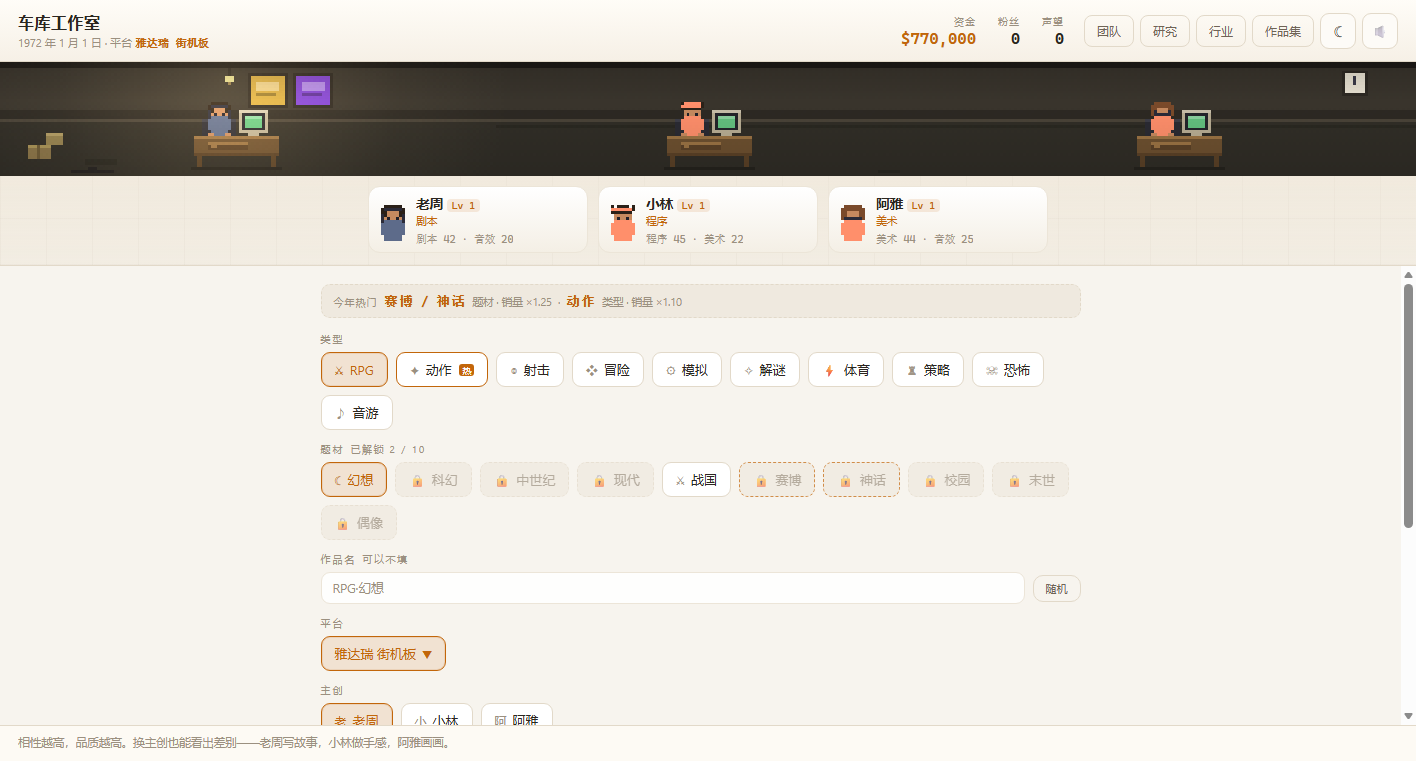 车库工作室
1972 年 1 月 1 日 · 平台 雅达瑞 街机板
资金 粉丝 声望
$770,000 0 0
团队 研究 行业 作品集
老周 Lv 1
剧本
剧本 42 · 音效 20
小林 Lv 1
程序
程序 45 · 美术 22
阿雅 Lv 1
美术
美术 44 · 音效 25
今年热门 赛博 / 神话 题材 · 销量 ×1.25 · 动作 类型 · 销量 ×1.10
类型
RPG 动作 热 射击 冒险 模拟 解谜 体育 策略 恐怖
音游
题材 已解锁 2 / 10
幻想 科幻 中世纪 现代 战国 赛博 神话 校园 末世
偶像
作品名 可以不填
RPG·幻想 随机
平台
雅达瑞 街机板 ▼
主创
老 老周 小 小林 阿 阿雅
相性越高，品质越高。换主创也能看出差别——老周写故事，小林做手感，阿雅画画。